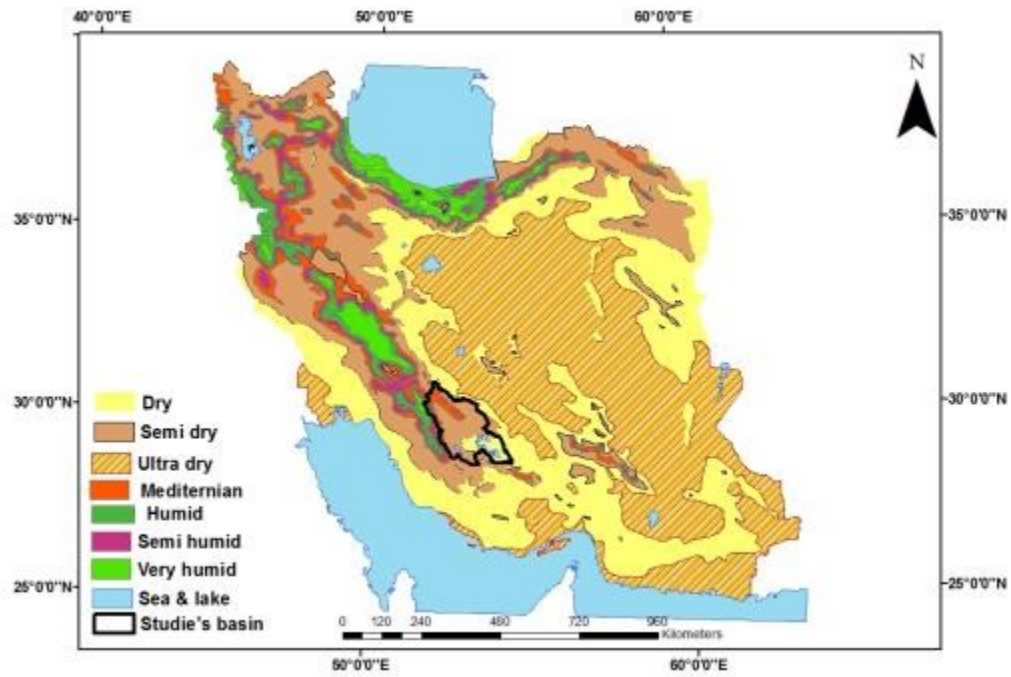 40°0'0"E 50°0'0"E 60°0'0"E
N
35°0'0"N 35°0'0"N
30°0'0"N 30°0'0"N
Dry
Semi dry
Ultra dry
Mediternian
Humid
Semi humid
Very humid
Sea & lake
Studie's basin
25°0'0"N 25°0'0"N
0 120 240 480 720 960
Kilometers
50°0'0"E 60°0'0"E